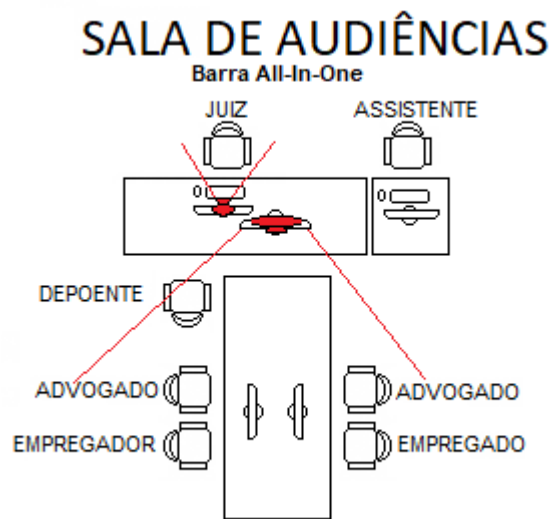 SALA DE AUDIÊNCIAS
Barra All-In-One
JUIZ
ASSISTENTE
DEPOENTE
ADVOGADO
ADVOGADO
EMPREGADOR
EMPREGADO